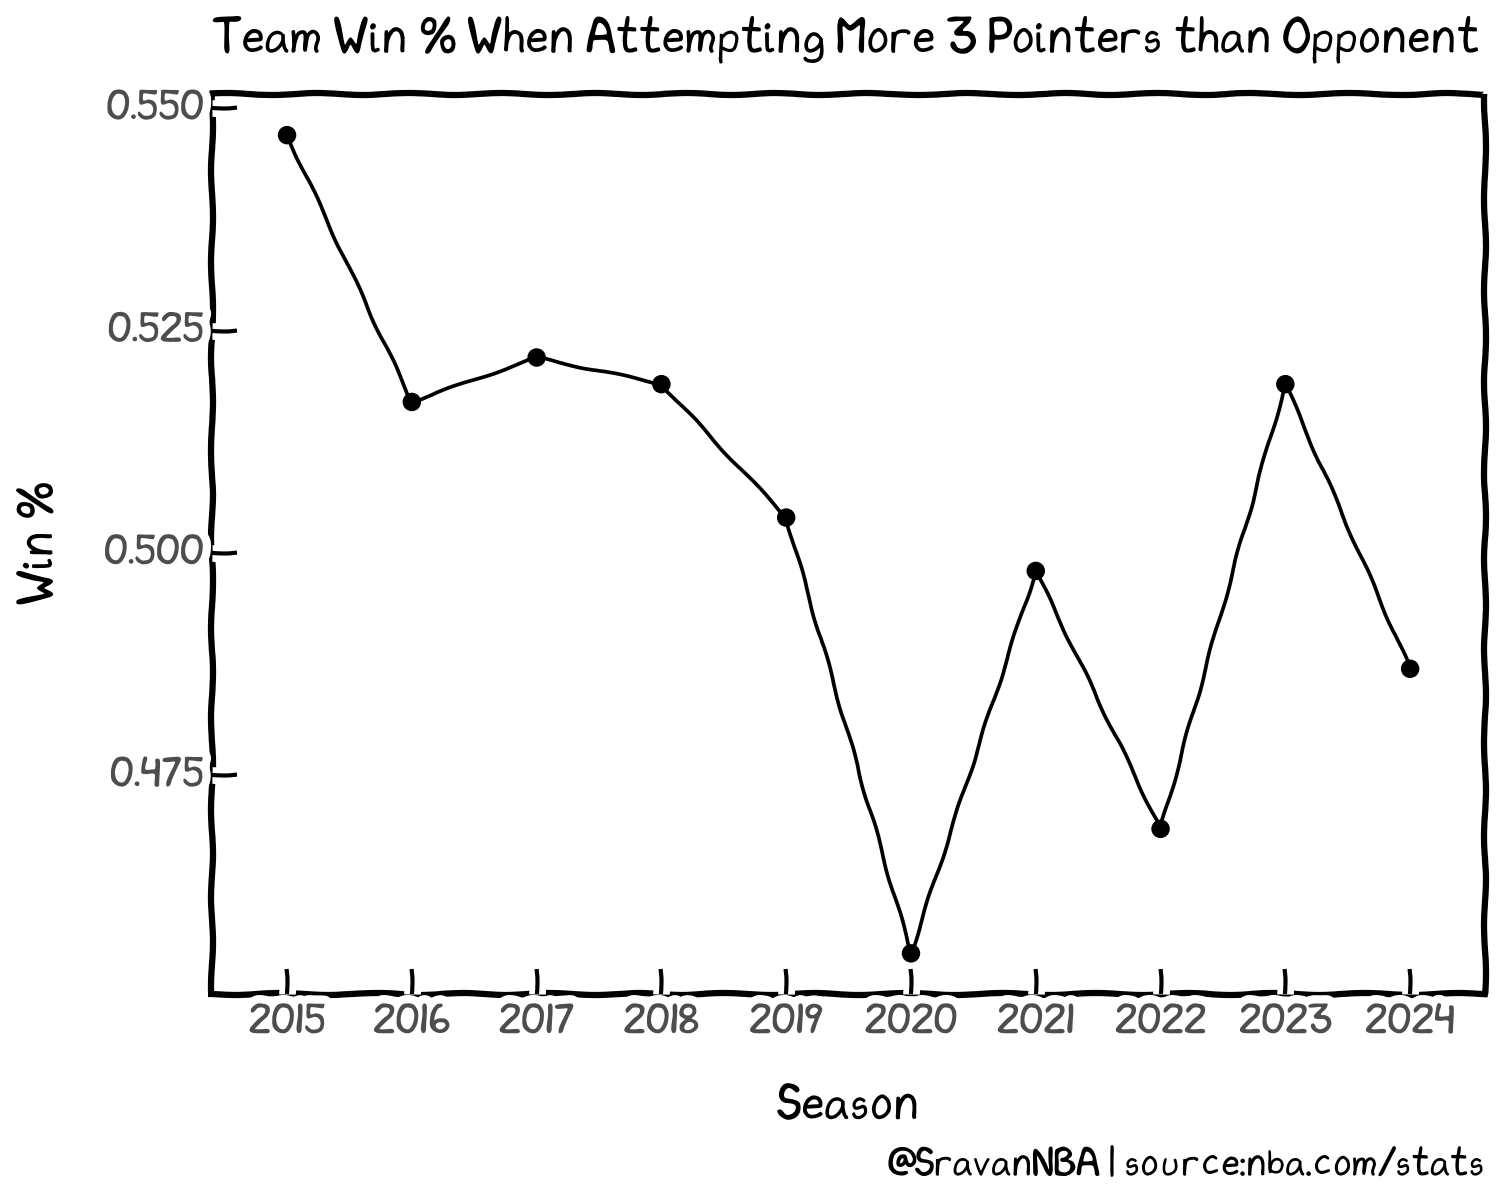 Team Win % When Attempting More 3 Pointers than Opponent
0.550
0.525
0.500
0.475
Win %
2015 2016 2017 2018 2019 2020 2021 2022 2023 2024
Season
@SravanNBA | source:nba.com/stats